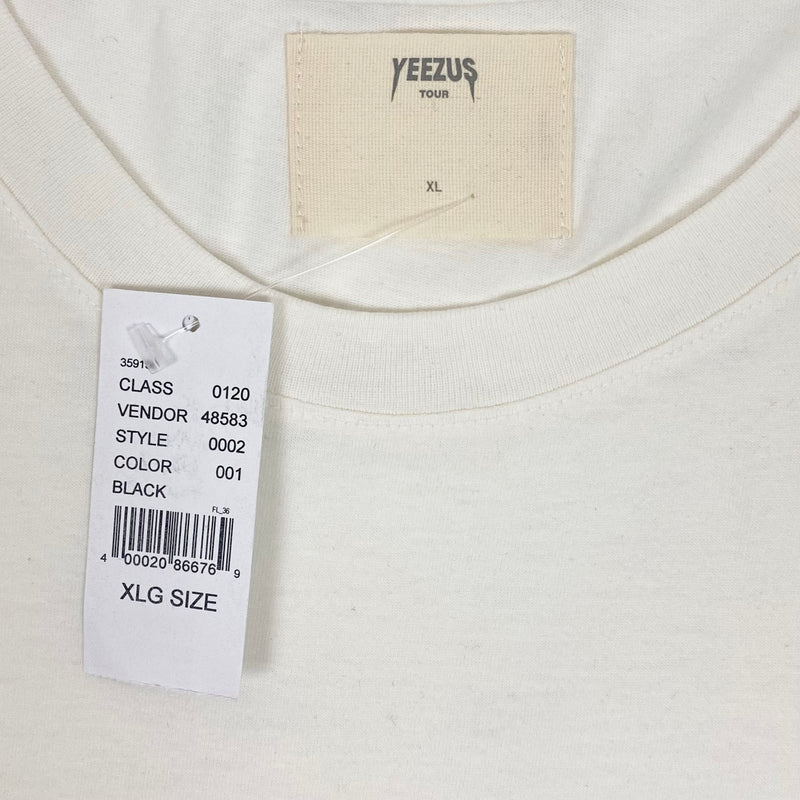 YEEZUS
TOUR
XL
CLASS 0120
VENDOR 48583
STYLE 0002
COLOR 001
BLACK
FL_36
4 00020 86676 9
XLG SIZE